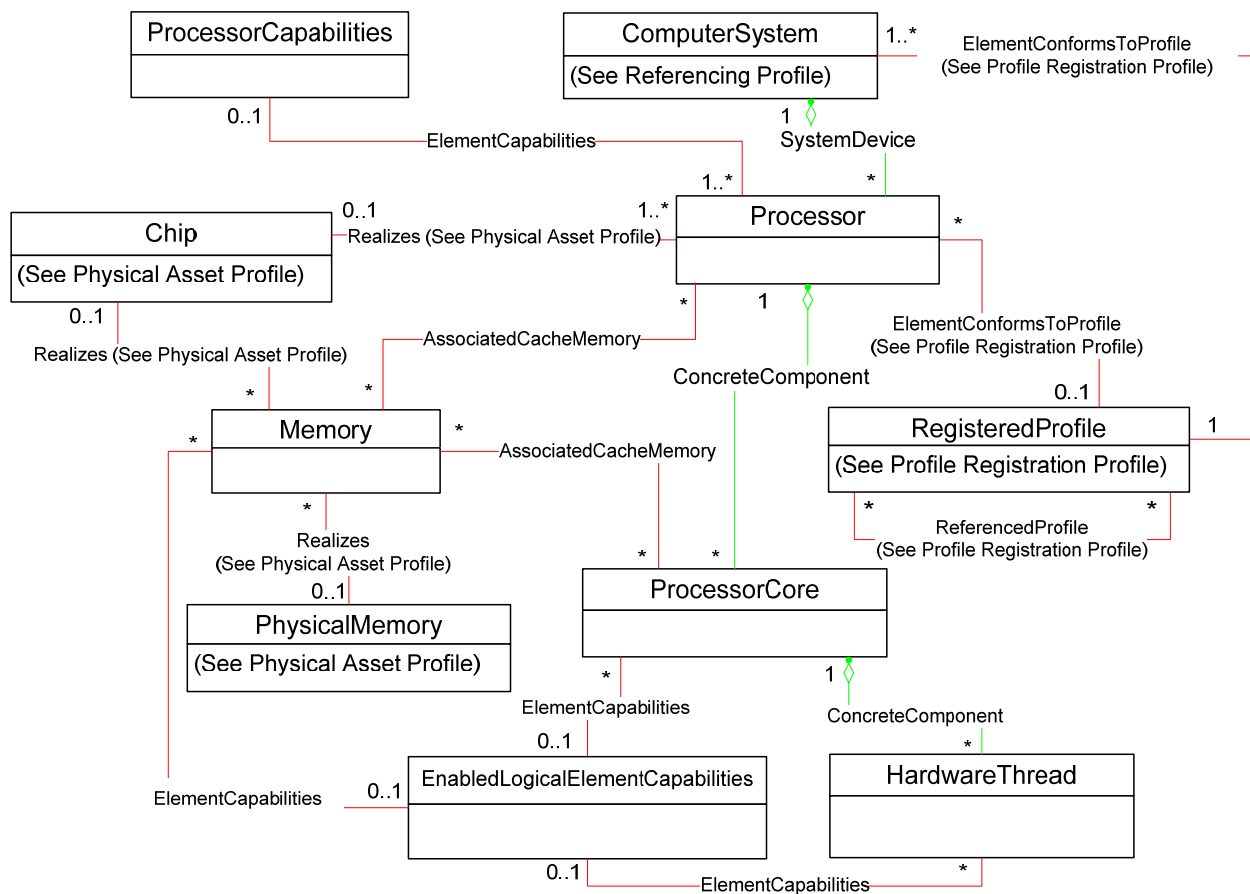 ProcessorCapabilities
ComputerSystem
(See Referencing Profile)
1..*
ElementConformsToProfile
(See Profile Registration Profile)
0..1
1
ElementCapabilities
SystemDevice
1..*
*
Processor
0..1
1..*
*
Chip
(See Physical Asset Profile)
Realizes (See Physical Asset Profile)
0..1
*
1
Realizes (See Physical Asset Profile)
AssociatedCacheMemory
ElementConformsToProfile
(See Profile Registration Profile)
ConcreteComponent
*
*
0..1
Memory
*
*
AssociatedCacheMemory
RegisteredProfile
(See Profile Registration Profile)
1
*
*
*
ReferencedProfile
(See Profile Registration Profile)
Realizes
(See Physical Asset Profile)
0..1
*
*
ProcessorCore
PhysicalMemory
(See Physical Asset Profile)
*
1
ElementCapabilities
ConcreteComponent
0..1
*
EnabledLogicalElementCapabilities
HardwareThread
ElementCapabilities
0..1
0..1
*
ElementCapabilities